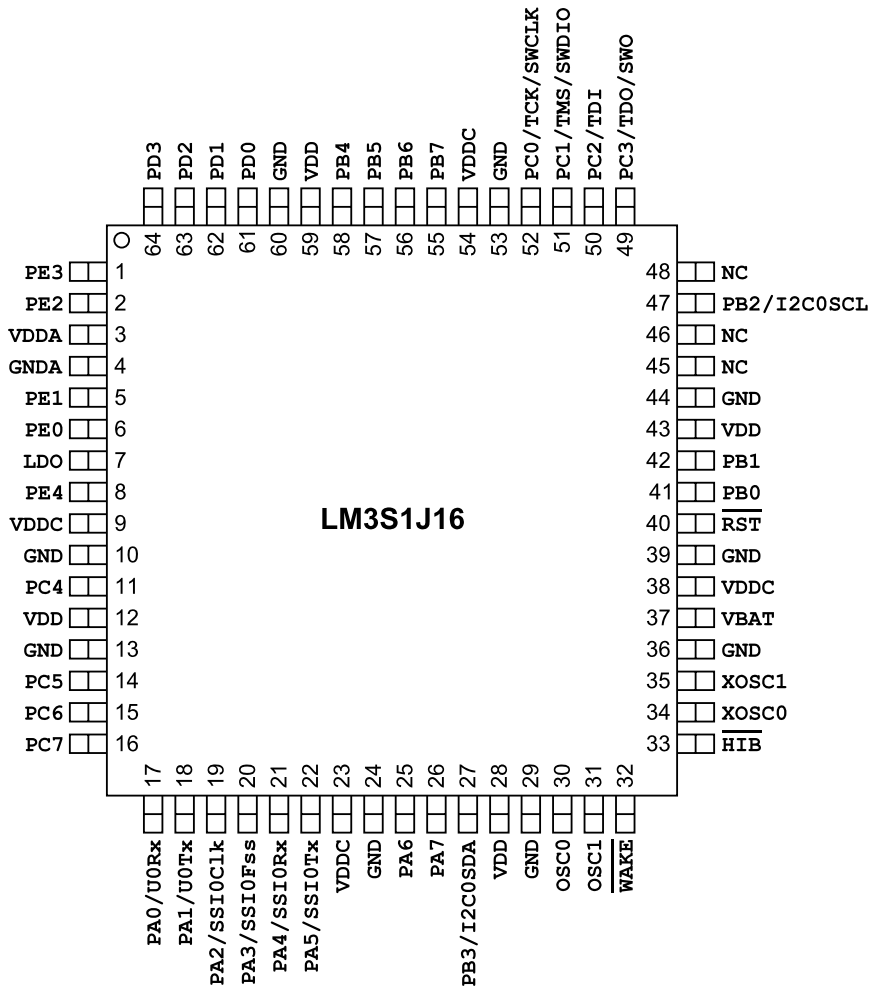 PD3
PD2
PD1
PD0
GND
VDD
PB4
PB5
PB6
PB7
VDDC
GND
PC0/TCK/SWCLK
PC1/TMS/SWDIO
PC2/TDI
PC3/TDO/SWO
64
63
62
61
60
59
58
57
56
55
54
53
52
51
50
49
PE3 1
PE2 2
VDDA 3
GNDA 4
PE1 5
PE0 6
LDO 7
PE4 8
VDDC 9
GND 10
PC4 11
VDD 12
GND 13
PC5 14
PC6 15
PC7 16
LM3S1J16
48 NC
47 PB2/I2C0SCL
46 NC
45 NC
44 GND
43 VDD
42 PB1
41 PB0
40 RST
39 GND
38 VDDC
37 VBAT
36 GND
35 XOSC1
34 XOSC0
33 HIB
17
18
19
20
21
22
23
24
25
26
27
28
29
30
31
32
PA0/U0Rx
PA1/U0Tx
PA2/SSI0Clk
PA3/SSI0Fss
PA4/SSI0Rx
PA5/SSI0Tx
VDDC
GND
PA6
PA7
PB3/I2C0SDA
VDD
GND
OSC0
OSC1
WAKE